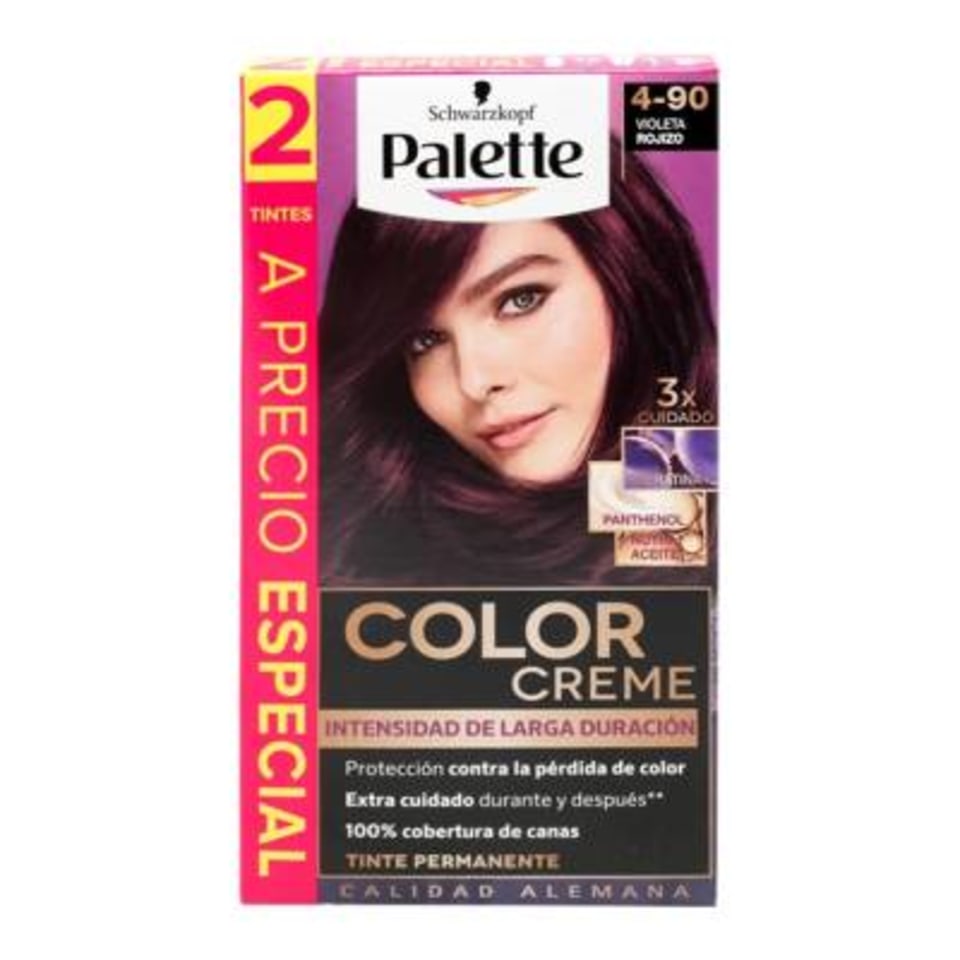 2
TINTES
A PRECIO ESPECIAL
Schwarzkopf
Palette
4-90
VIOLETA
ROJIZO
3x
CUIDADO
PANTHENOL
ACEITE
COLOR
CREME
INTENSIDAD DE LARGA DURACIÓN
Protección contra la pérdida de color
Extra cuidado durante y después**
100% cobertura de canas
TINTE PERMANENTE
CALIDAD ALEMANA